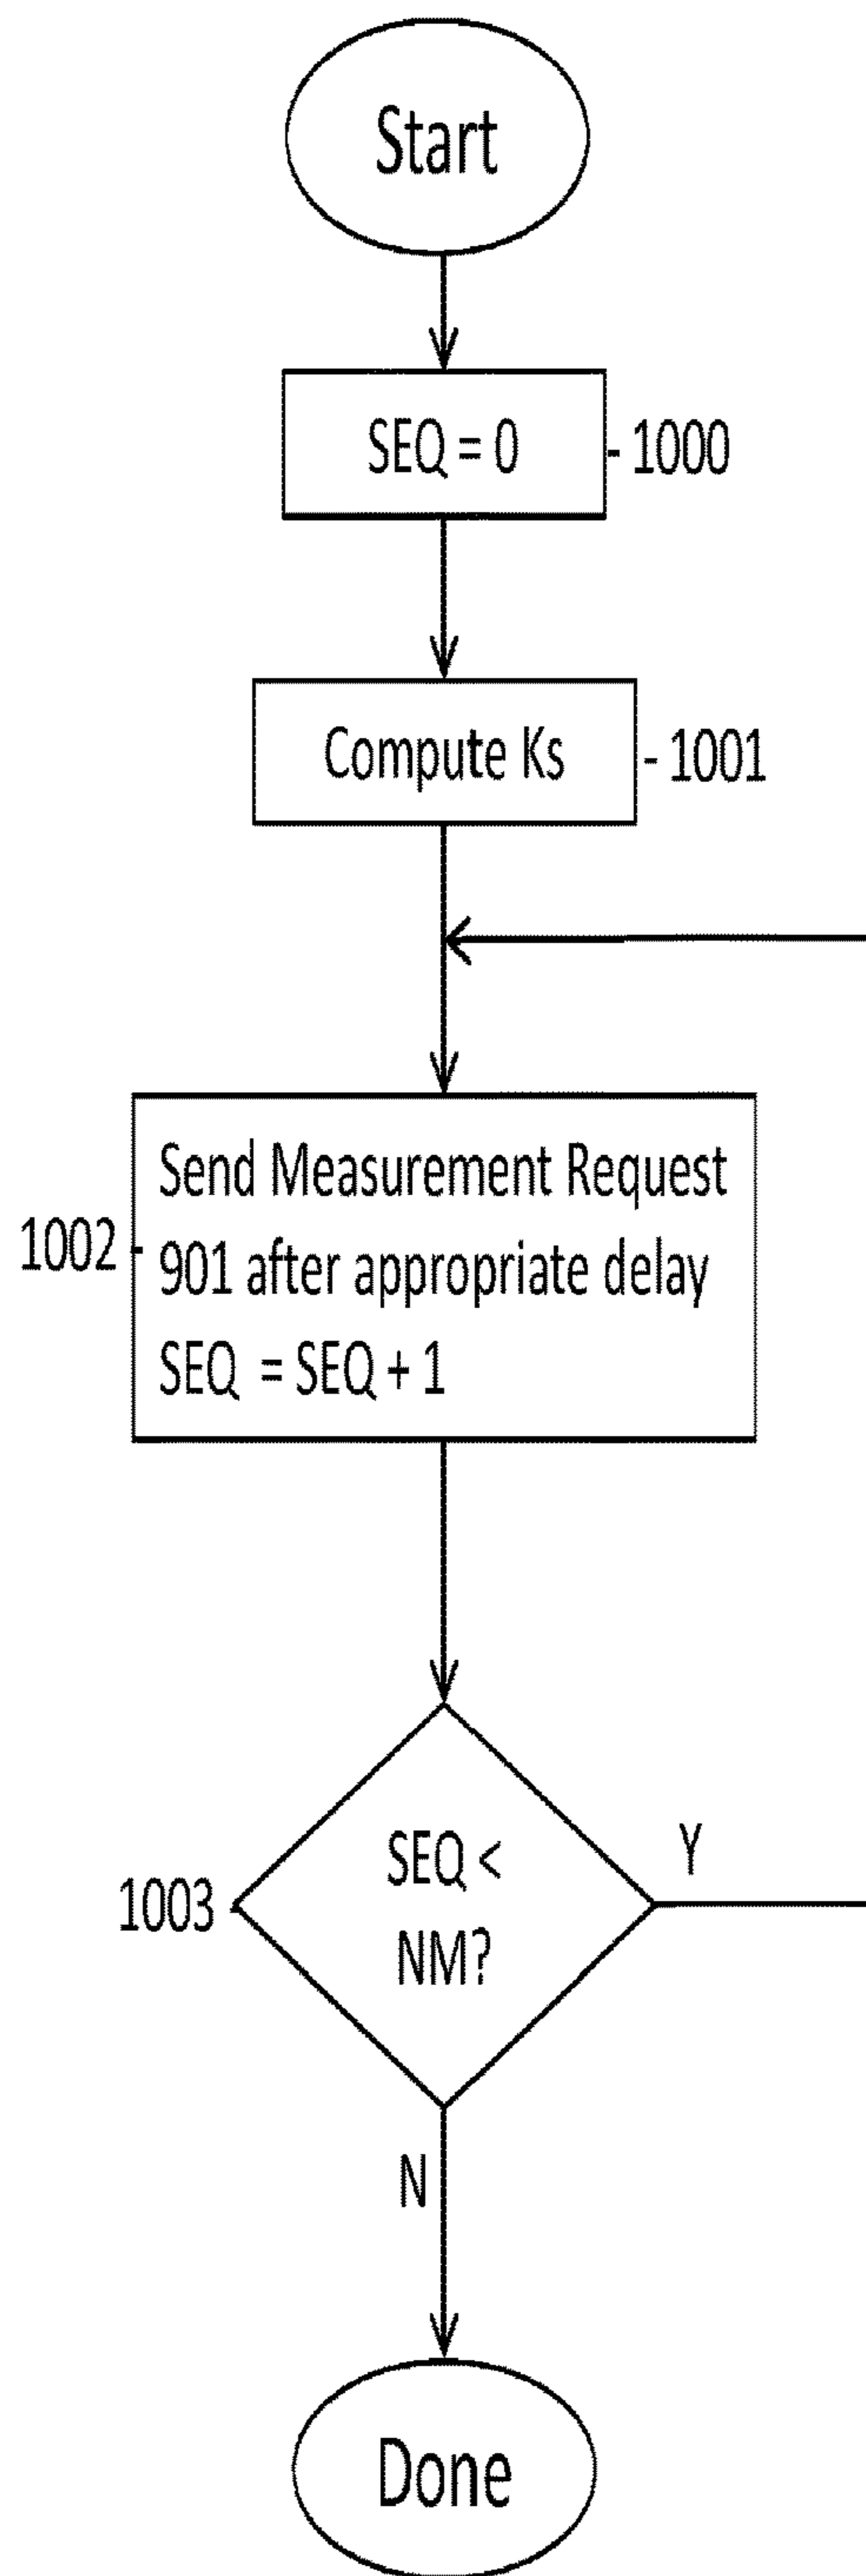 Start
SEQ = 0
- 1000
Compute Ks
- 1001
Send Measurement Request
901 after appropriate delay
SEQ = SEQ + 1
1002 -
SEQ <
NM?
Y
1003
N
Done